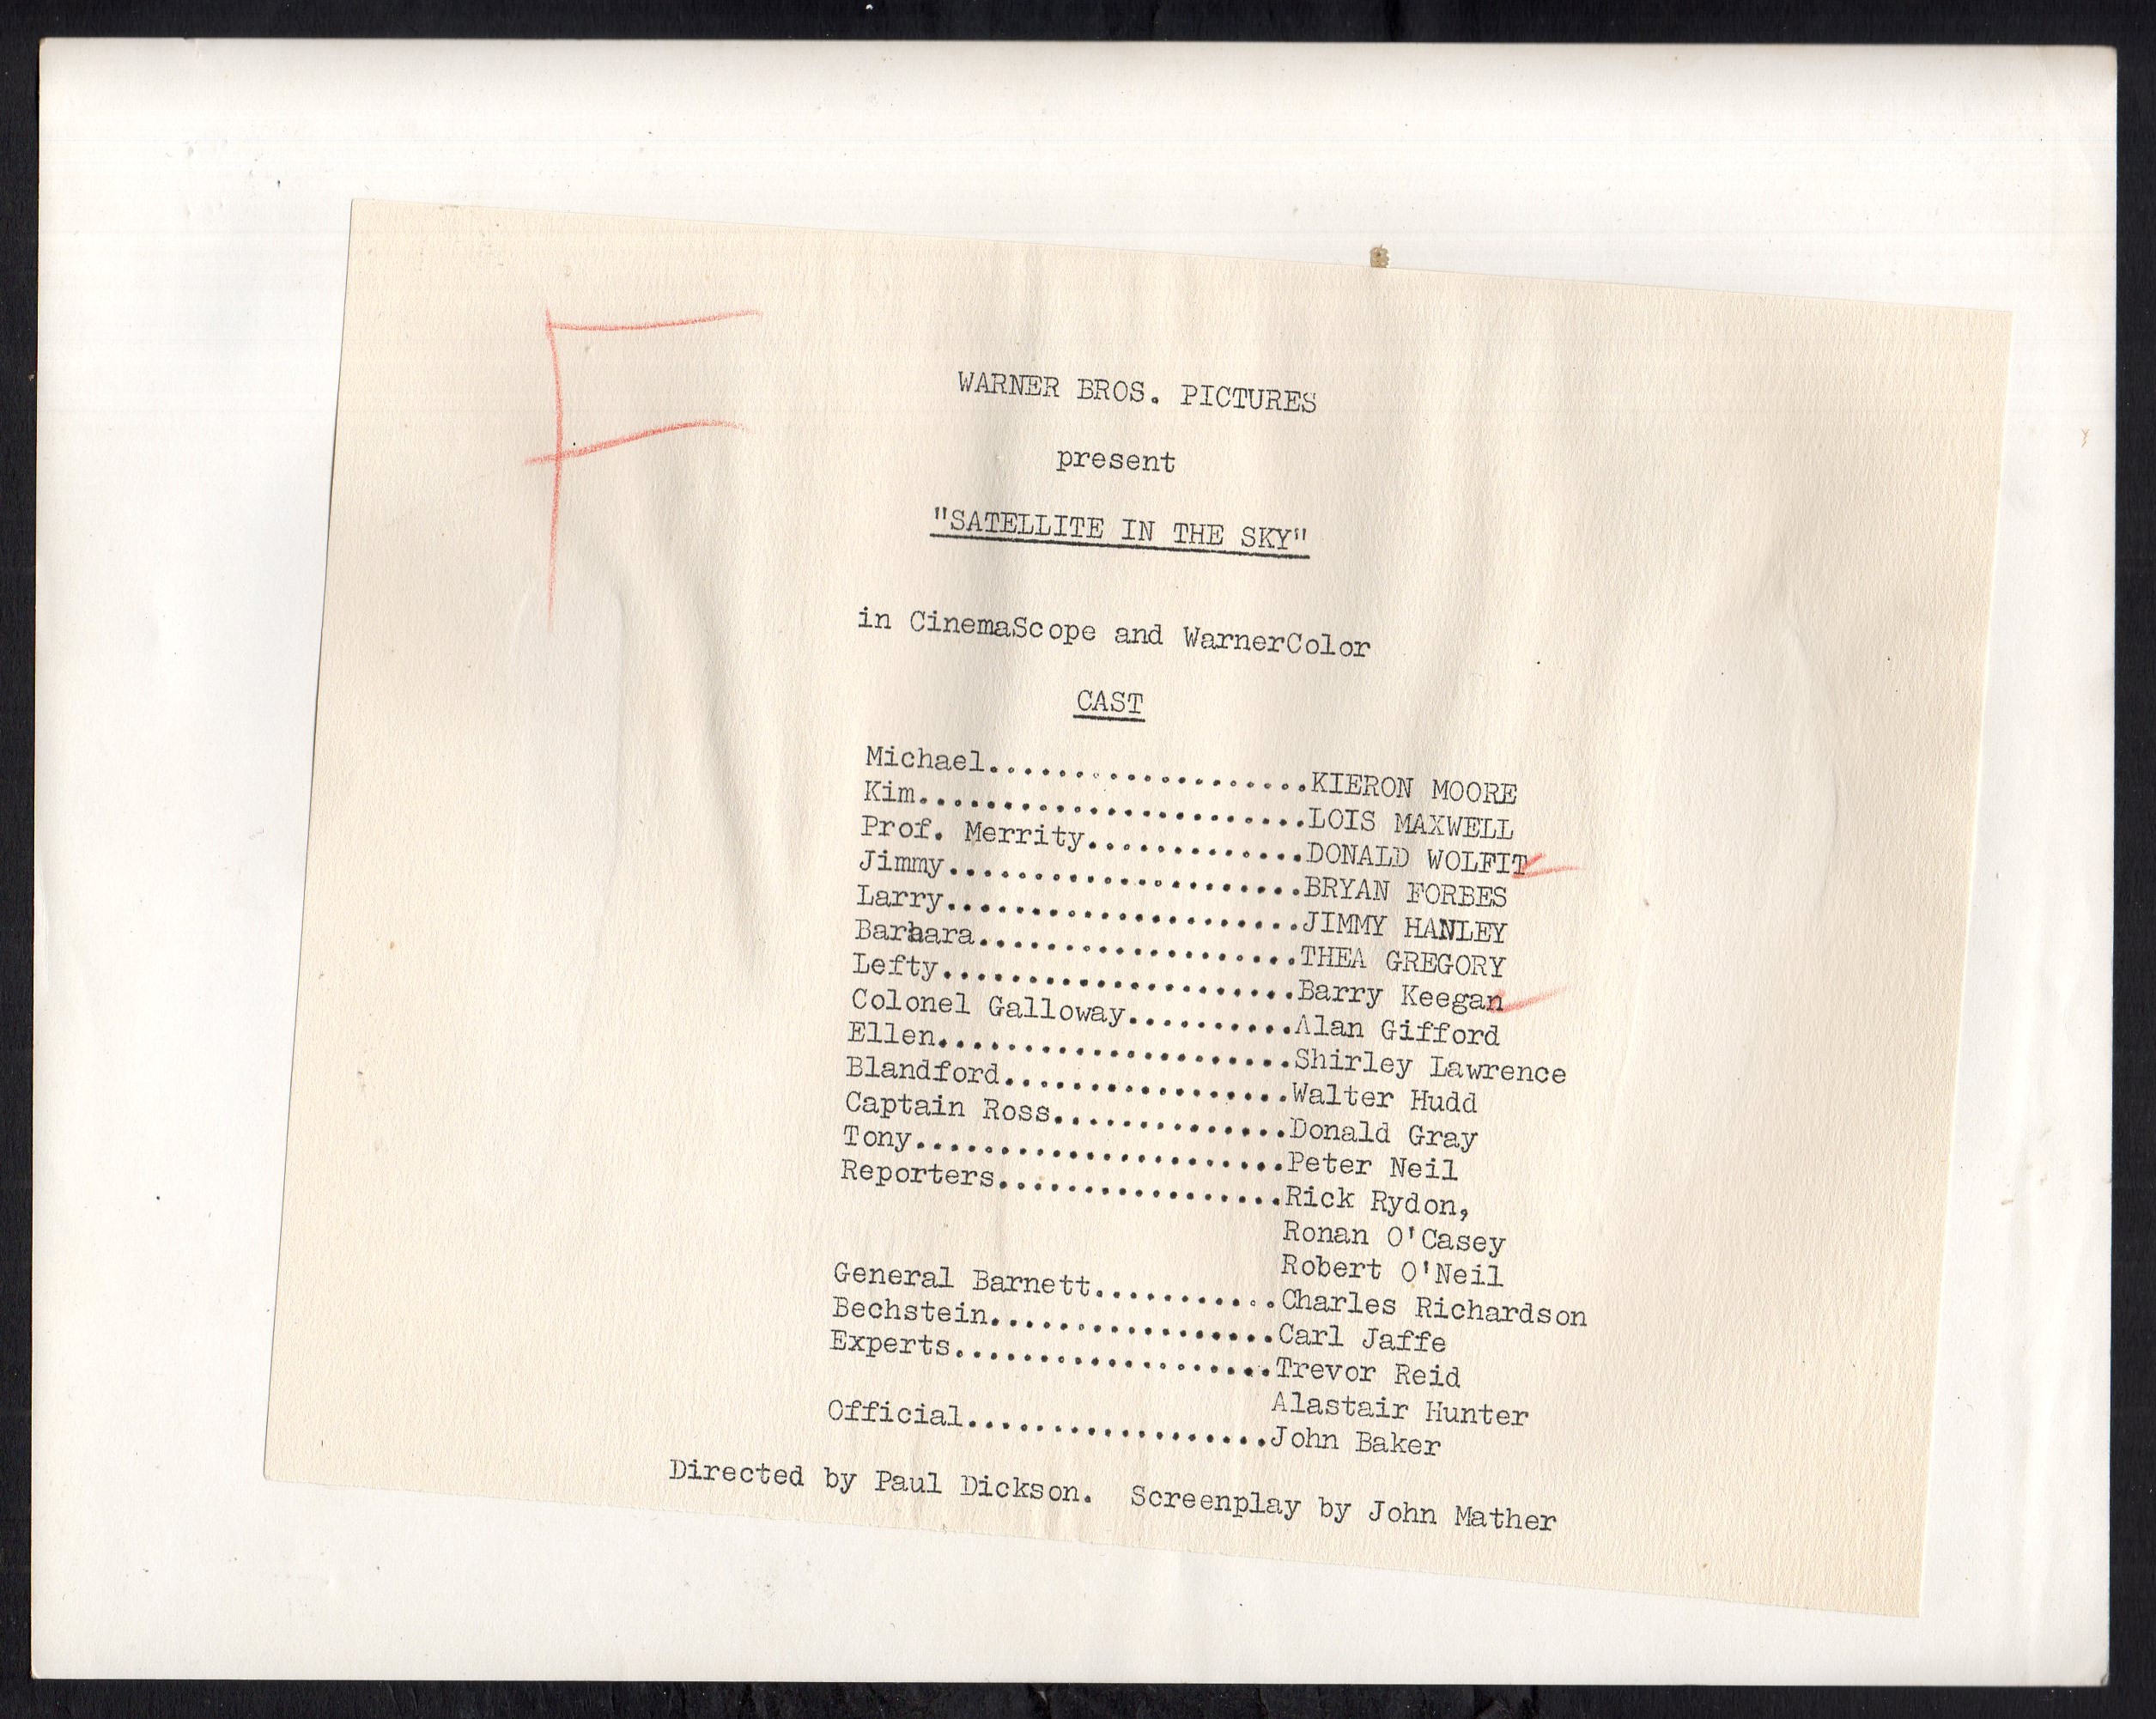 F
WARNER BROS. PICTURES
present
"SATELLITE IN THE SKY"
in CinemaScope and WarnerColor
CAST
Michael...................KIERON MOORE
Kim.......................LOIS MAXWELL
Prof. Merrity.............DONALD WOLFIT
Jimmy.....................BRYAN FORBES
Larry.....................JIMMY HANLEY
Barbara...................THEA GREGORY
Lefty.....................Barry Keegan
Colonel Galloway..........Alan Gifford
Ellen.....................Shirley Lawrence
Blandford.................Walter Hudd
Captain Ross..............Donald Gray
Tony......................Peter Neil
Reporters.................Rick Rydon,
Ronan O'Casey
Robert O'Neil
General Barnett...........Charles Richardson
Bechstein.................Carl Jaffe
Experts...................Trevor Reid
Alastair Hunter
Official..................John Baker
Directed by Paul Dickson. Screenplay by John Mather